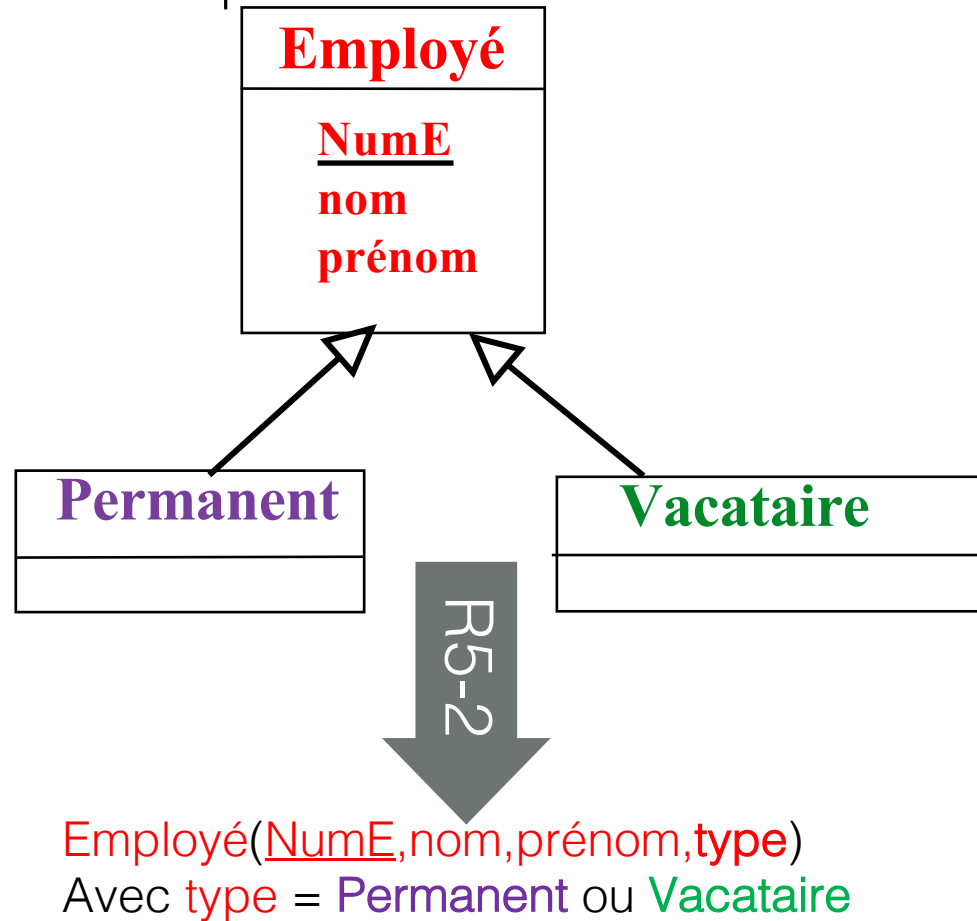 Employé
NumE
nom
prénom
Permanent
Vacataire
R5-2
Employé(NumE,nom,prénom,type)
Avec type = Permanent ou Vacataire